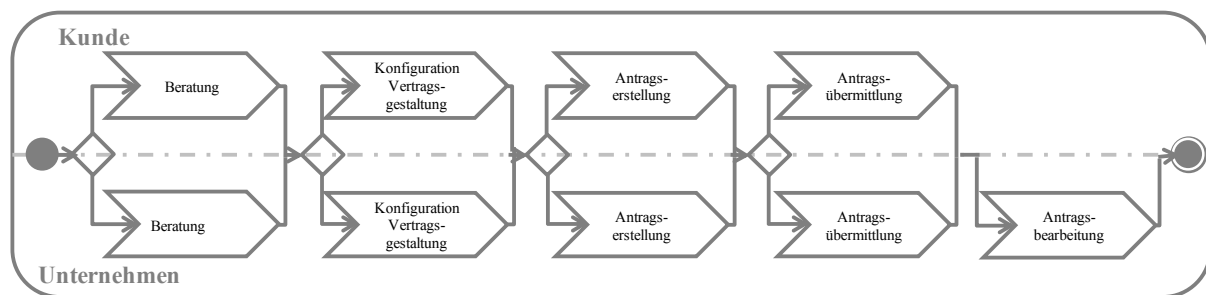 Kunde
Beratung
Konfiguration
Vertrags-
gestaltung
Antrags-
erstellung
Antrags-
übermittlung
Beratung
Konfiguration
Vertrags-
gestaltung
Antrags-
erstellung
Antrags-
übermittlung
Antrags-
bearbeitung
Unternehmen